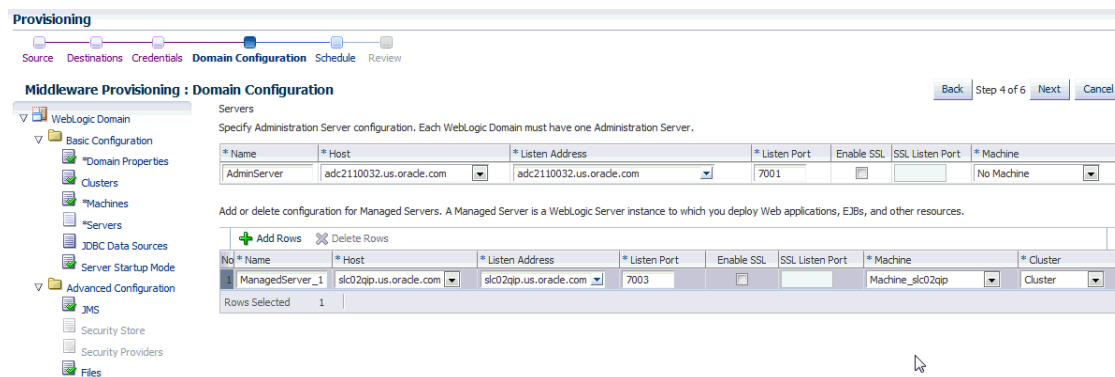 Provisioning
Source Destinations Credentials Domain Configuration Schedule Review
Middleware Provisioning : Domain Configuration
Back Step 4 of 6 Next Cancel
WebLogic Domain
Basic Configuration
*Domain Properties
Clusters
*Machines
*Servers
JDBC Data Sources
Server Startup Mode
Advanced Configuration
JMS
Security Store
Security Providers
Files
Servers
Specify Administration Server configuration. Each WebLogic Domain must have one Administration Server.
* Name * Host * Listen Address * Listen Port Enable SSL SSL Listen Port * Machine
AdminServer adc2110032.us.oracle.com adc2110032.us.oracle.com 7001 No Machine
Add or delete configuration for Managed Servers. A Managed Server is a WebLogic Server instance to which you deploy Web applications, EJBs, and other resources.
Add Rows Delete Rows
No * Name * Host * Listen Address * Listen Port Enable SSL SSL Listen Port * Machine * Cluster
1 ManagedServer_1 slc02qip.us.oracle.com slc02qip.us.oracle.com 7003 Machine_slc02qip Cluster
Rows Selected 1